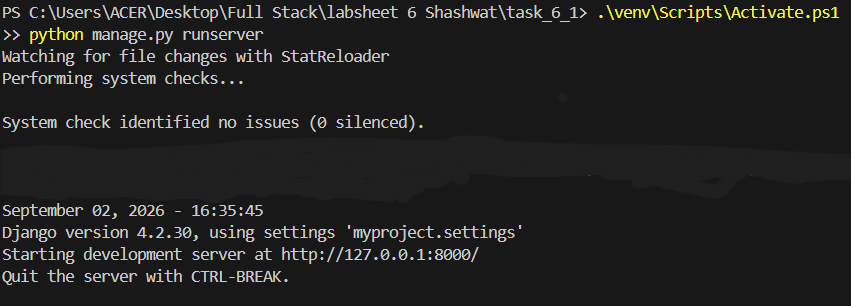 PS C:\Users\ACER\Desktop\Full Stack\labsheet 6 Shashwat\task_6_1> .\venv\Scripts\Activate.ps1
>> python manage.py runserver
Watching for file changes with StatReloader
Performing system checks...
System check identified no issues (0 silenced).
September 02, 2026 - 16:35:45
Django version 4.2.30, using settings 'myproject.settings'
Starting development server at http://127.0.0.1:8000/
Quit the server with CTRL-BREAK.